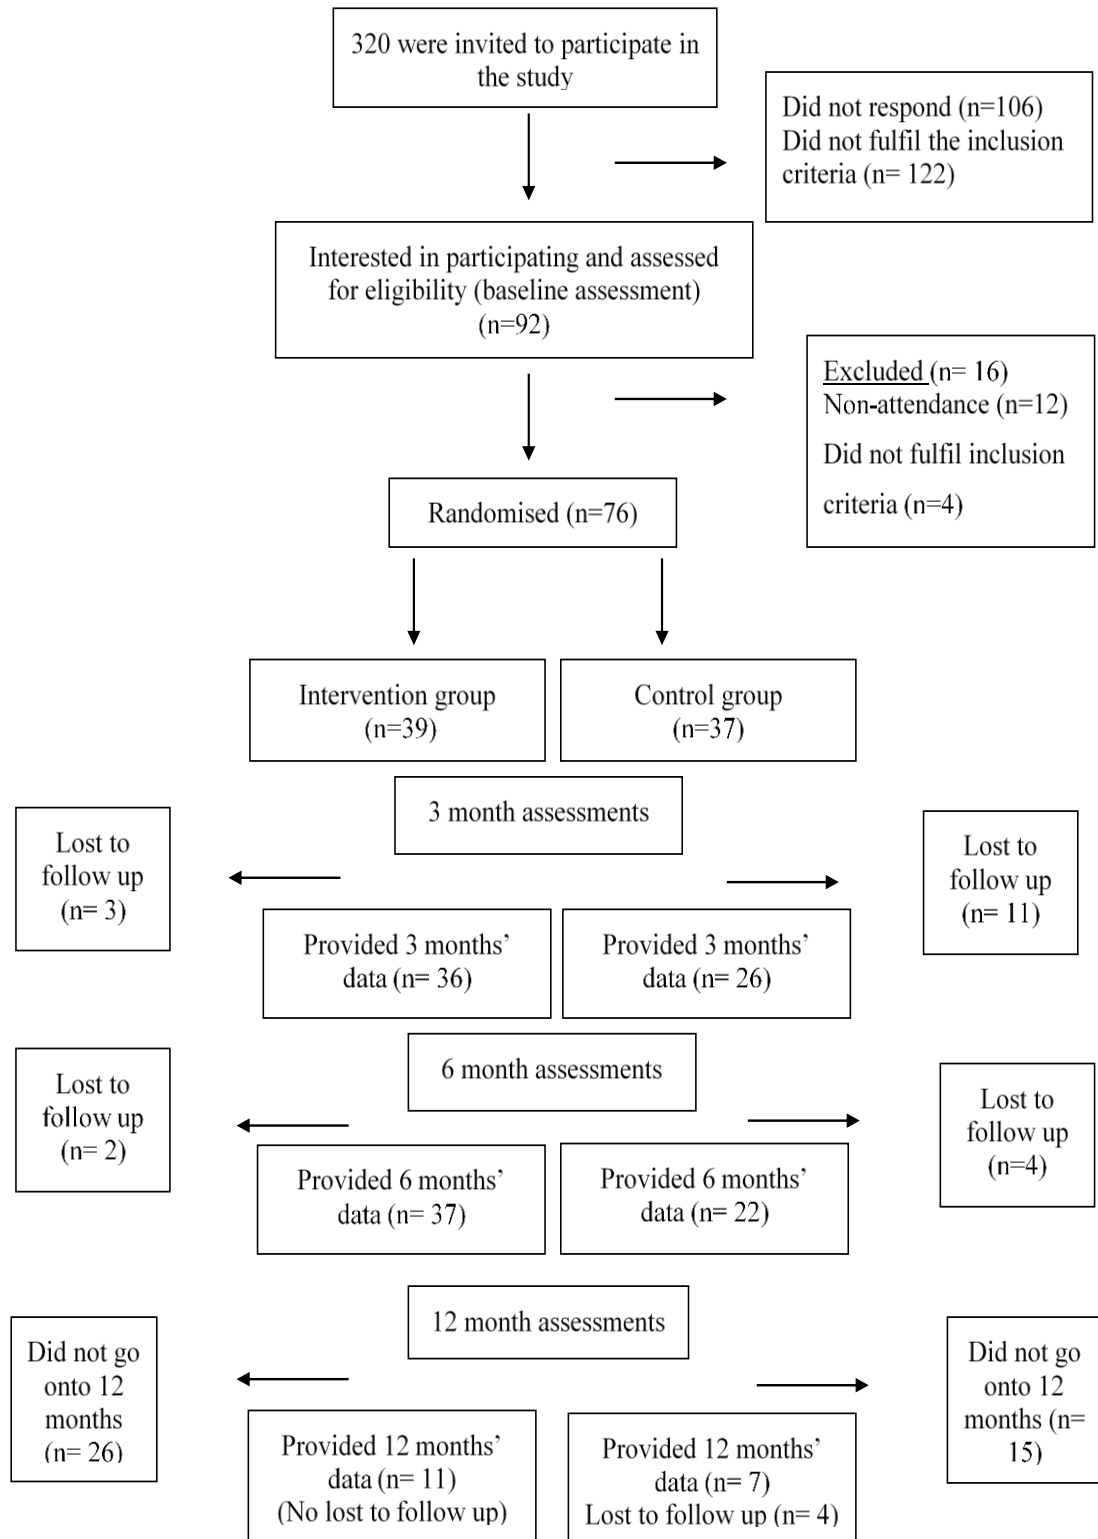 320 were invited to participate in
the study
Did not respond (n=106)
Did not fulfil the inclusion
criteria (n= 122)
Interested in participating and assessed
for eligibility (baseline assessment)
(n=92)
Excluded (n= 16)
Non-attendance (n=12)
Did not fulfil inclusion
criteria (n=4)
Randomised (n=76)
Intervention group
(n=39)
Control group
(n=37)
3 month assessments
Lost to
follow up
(n= 3)
Lost to
follow up
(n= 11)
Provided 3 months’
data (n= 36)
Provided 3 months’
data (n= 26)
6 month assessments
Lost to
follow up
(n= 2)
Lost to
follow up
(n=4)
Provided 6 months’
data (n= 37)
Provided 6 months’
data (n= 22)
12 month assessments
Did not go
onto 12
months
(n= 26)
Did not go
onto 12
months (n=
15)
Provided 12 months’
data (n= 11)
(No lost to follow up)
Provided 12 months’
data (n= 7)
Lost to follow up (n= 4)